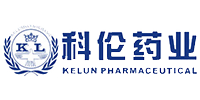 KL
科伦药业
KELUN PHARMACEUTICAL